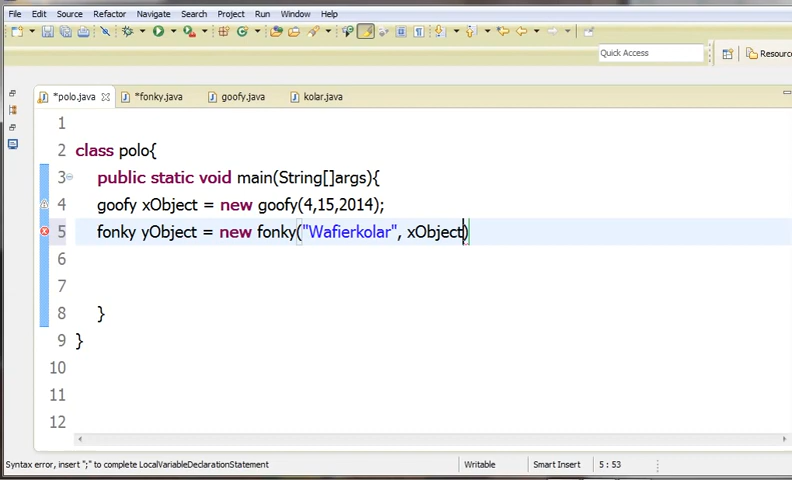 File Edit Source Refactor Navigate Search Project Run Window Help
Quick Access
Resource
*polo.java *fonky.java goofy.java kolar.java
1
2 class polo{
3 public static void main(String[]args){
4 goofy xObject = new goofy(4,15,2014);
5 fonky yObject = new fonky("Wafierkolar", xObject)
6
7
8 }
9 }
10
11
12
Syntax error, insert ";" to complete LocalVariableDeclarationStatement Writable Smart Insert 5 : 53